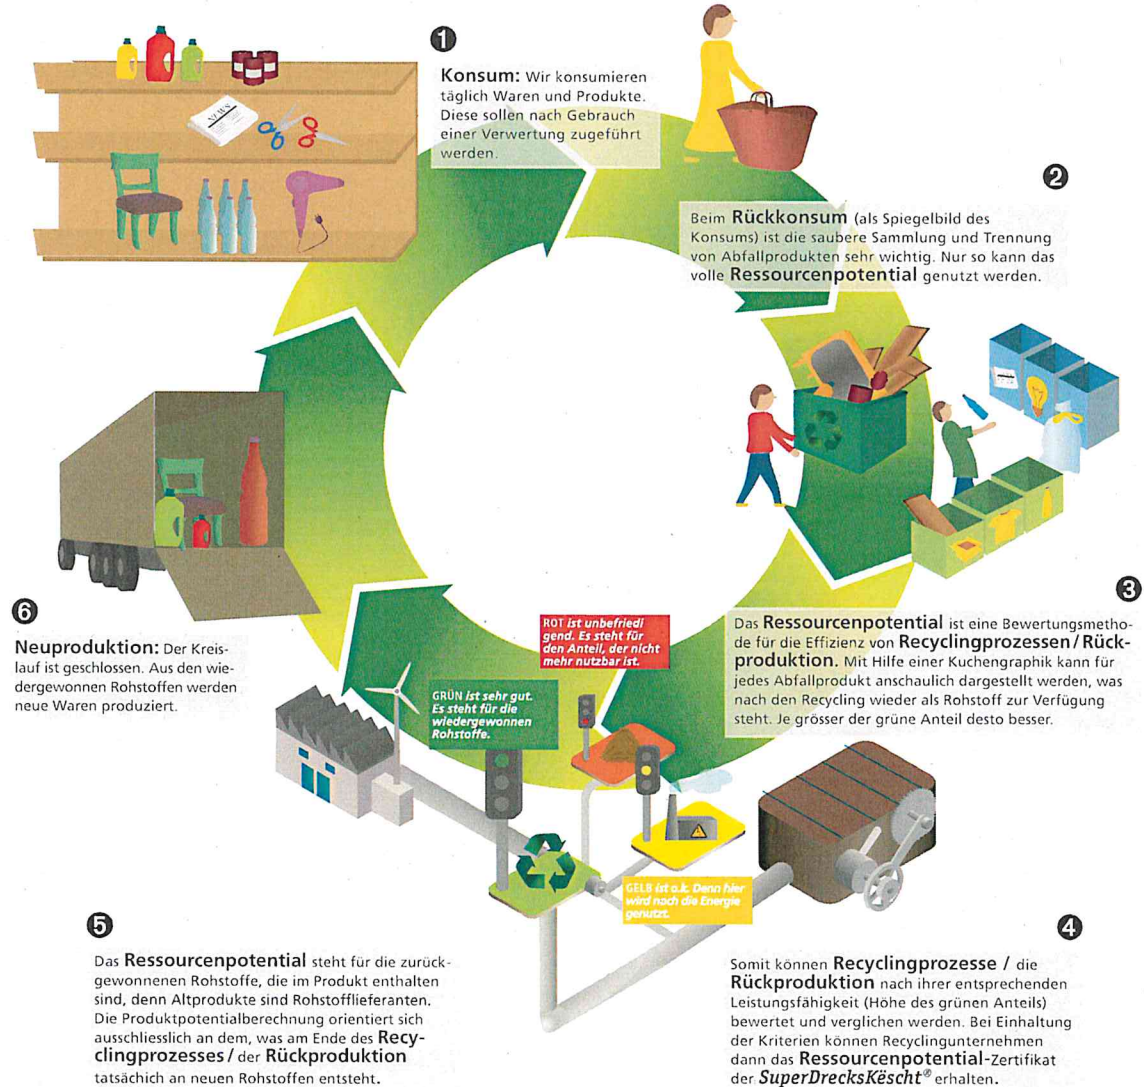 1
Konsum: Wir konsumieren
täglich Waren und Produkte.
Diese sollen nach Gebrauch
einer Verwertung zugeführt
werden.
2
Beim Rückkonsum (als Spiegelbild des
Konsums) ist die saubere Sammlung und Trennung
von Abfallprodukten sehr wichtig. Nur so kann das
volle Ressourcenpotential genutzt werden.
3
Das Ressourcenpotential ist eine Bewertungsmetho-
de für die Effizienz von Recyclingprozessen / Rück-
produktion. Mit Hilfe einer Kuchengraphik kann für
jedes Abfallprodukt anschaulich dargestellt werden, was
nach den Recycling wieder als Rohstoff zur Verfügung
steht. Je grösser der grüne Anteil desto besser.
ROT ist unbefriedi
gend. Es steht für
den Anteil, der nicht
mehr nutzbar ist.
GRÜN ist sehr gut.
Es steht für die
wiedergewonnen
Rohstoffe.
GELB ist o.k. Denn hier
wird nach die Energie
genutzt.
4
Somit können Recyclingprozesse / die
Rückproduktion nach ihrer entsprechenden
Leistungsfähigkeit (Höhe des grünen Anteils)
bewertet und verglichen werden. Bei Einhaltung
der Kriterien können Recyclingunternehmen
dann das Ressourcenpotential-Zertifikat
der SuperDrecksKëscht® erhalten.
5
Das Ressourcenpotential steht für die zurück-
gewonnenen Rohstoffe, die im Produkt enthalten
sind, denn Altprodukte sind Rohstofflieferanten.
Die Produktpotentialberechnung orientiert sich
ausschliesslich an dem, was am Ende des Recy-
clingprozesses / der Rückproduktion
tatsächich an neuen Rohstoffen entsteht.
6
Neuproduktion: Der Kreis-
lauf ist geschlossen. Aus den wie-
dergewonnen Rohstoffen werden
neue Waren produziert.